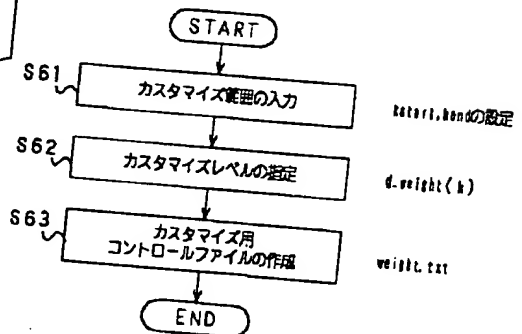 START
S61
カスタマイズ範囲の入力
kstart,kendの設定
S62
カスタマイズレベルの指定
d.weight(k)
S63
カスタマイズ用
コントロールファイルの作成
weight.txt
END